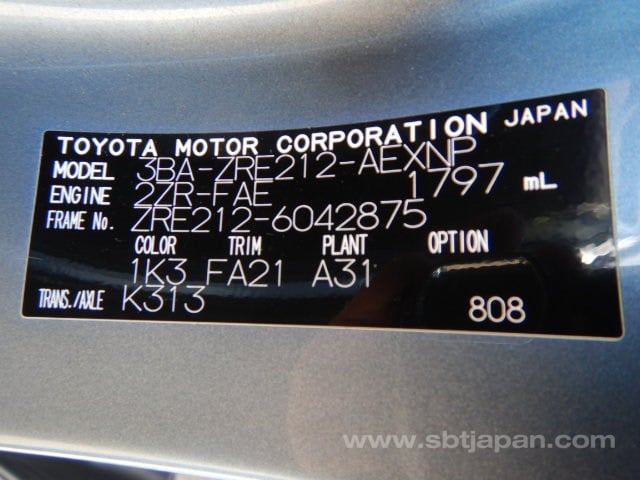 TOYOTA MOTOR CORPORATION JAPAN
MODEL 3BA-ZRE212-AEXNP
ENGINE 2ZR-FAE 1797 mL
FRAME No. ZRE212-6042875
COLOR TRIM PLANT OPTION
1K3 FA21 A31
TRANS./AXLE K313 808
www.sbtjapan.com